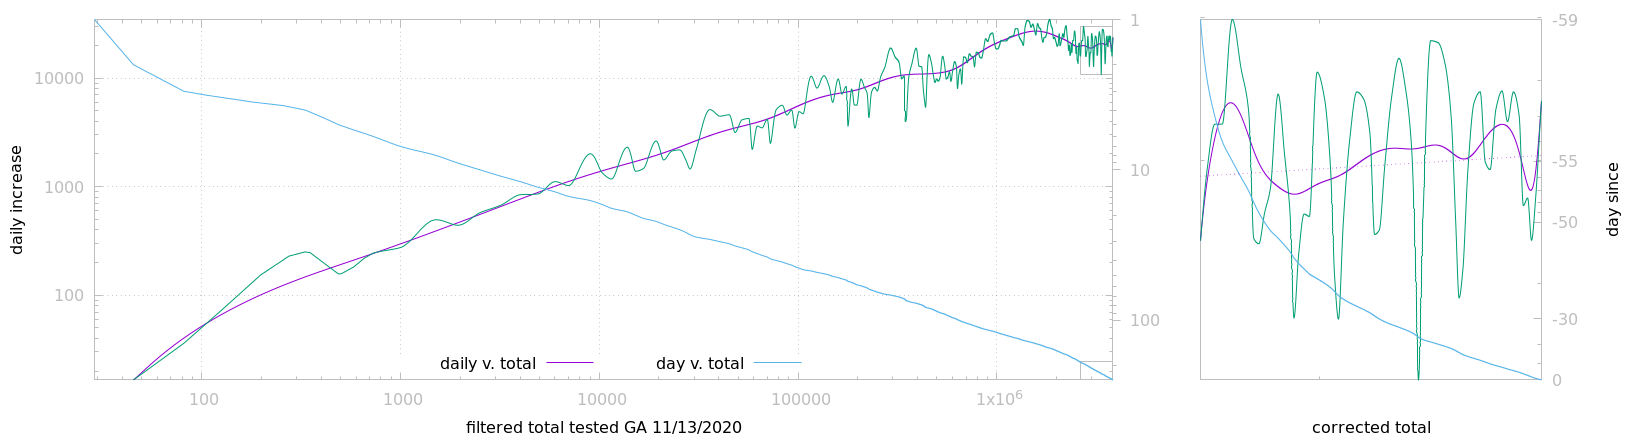 daily increase
10000
1000
100
100
1000
10000
100000
1x10^6
1
10
100
daily v. total
day v. total
filtered total tested GA 11/13/2020
-59
-55
-50
-30
0
day since
corrected total